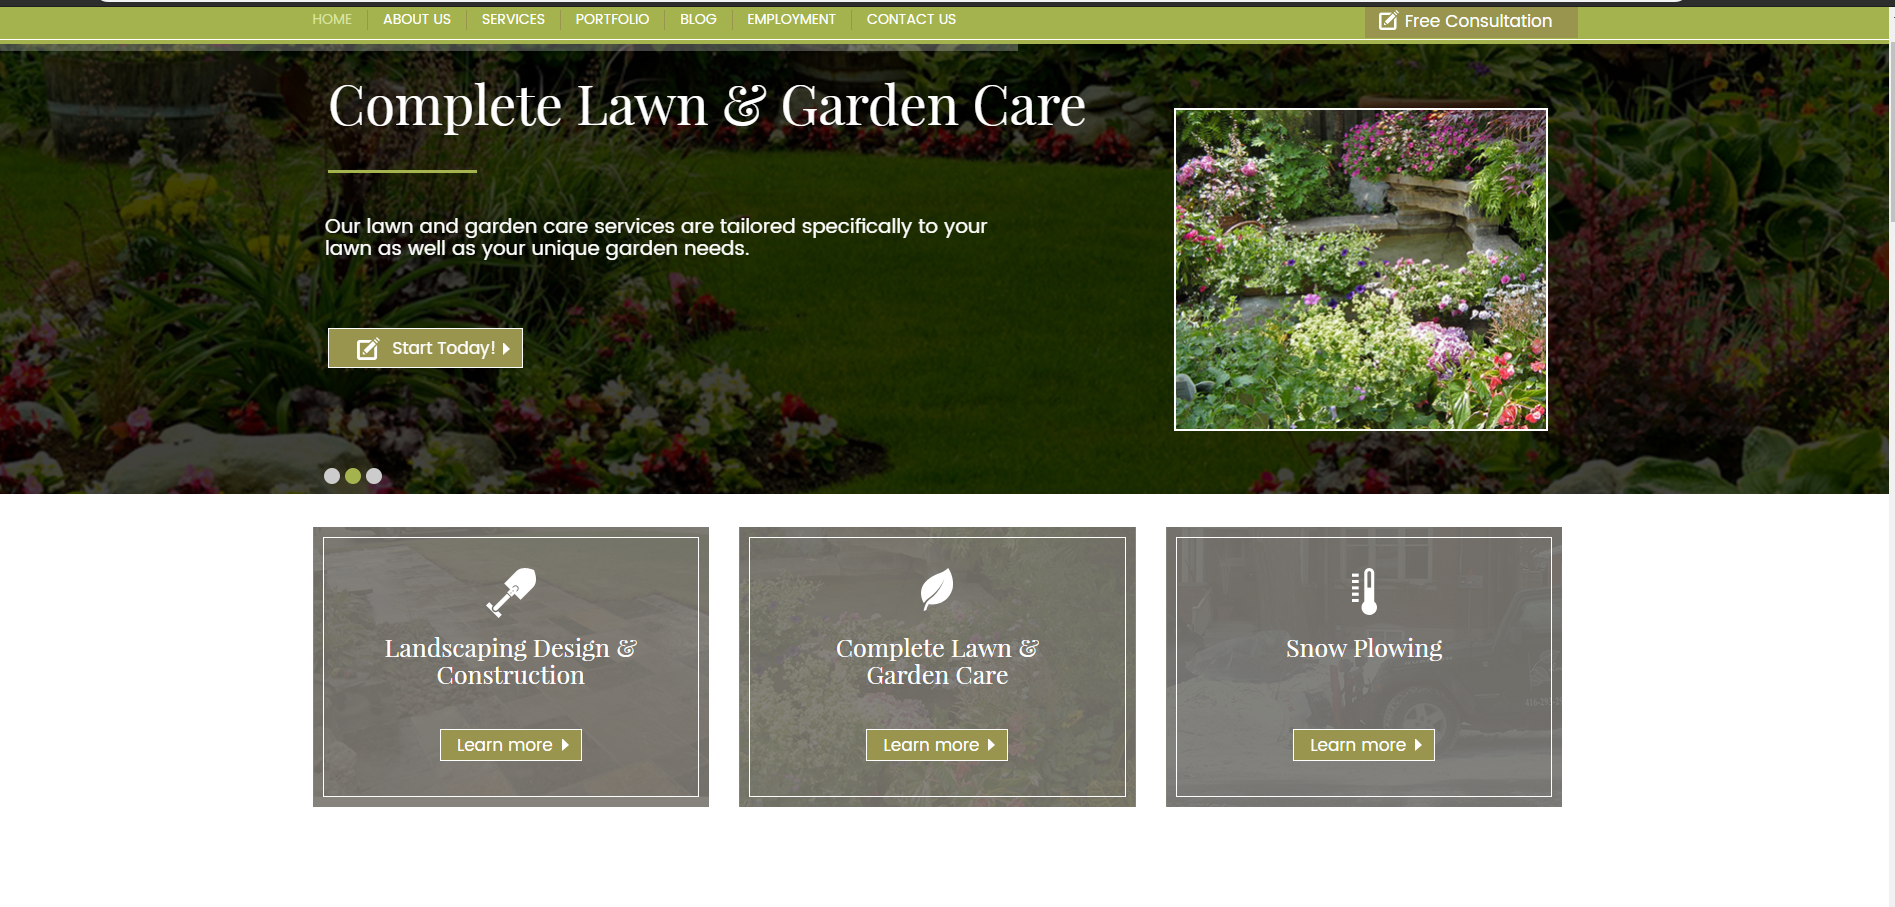 HOME ABOUT US SERVICES PORTFOLIO BLOG EMPLOYMENT CONTACT US Free Consultation
Complete Lawn & Garden Care
Our lawn and garden care services are tailored specifically to your
lawn as well as your unique garden needs.
Start Today!
Landscaping Design &
Construction
Learn more
Complete Lawn &
Garden Care
Learn more
Snow Plowing
Learn more